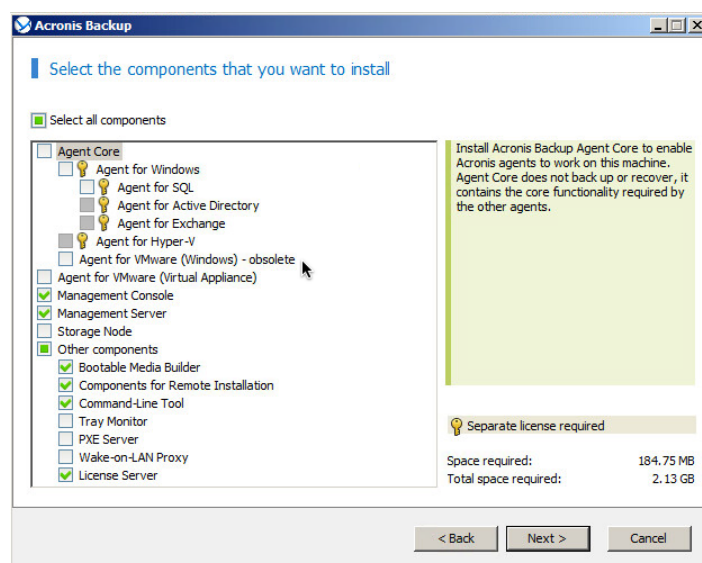 Acronis Backup
Select the components that you want to install
Select all components
Agent Core
Agent for Windows
Agent for SQL
Agent for Active Directory
Agent for Exchange
Agent for Hyper-V
Agent for VMware (Windows) - obsolete
Agent for VMware (Virtual Appliance)
Management Console
Management Server
Storage Node
Other components
Bootable Media Builder
Components for Remote Installation
Command-Line Tool
Tray Monitor
PXE Server
Wake-on-LAN Proxy
License Server
Install Acronis Backup Agent Core to enable
Acronis agents to work on this machine.
Agent Core does not back up or recover, it
contains the core functionality required by
the other agents.
Separate license required
Space required: 184.75 MB
Total space required: 2.13 GB
< Back Next > Cancel